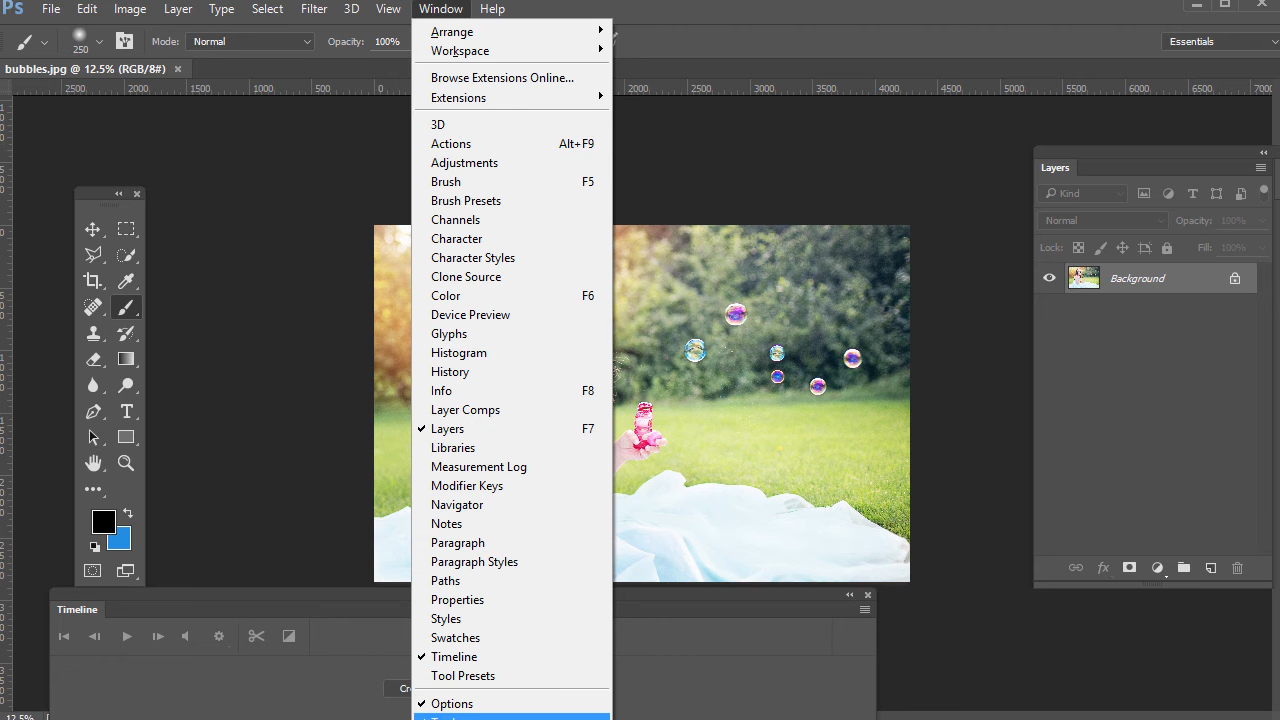 Ps File Edit Image Layer Type Select Filter 3D View Window Help
250 Mode: Normal Opacity: 100% Essentials
bubbles.jpg @ 12.5% (RGB/8#)
2500 2000 1500 1000 500 0 2000 2500 3000 3500 4000 4500 5000 5500 6000 6500 7000
Arrange
Workspace
Browse Extensions Online...
Extensions
3D
Actions Alt+F9
Adjustments
Brush F5
Brush Presets
Channels
Character
Character Styles
Clone Source
Color F6
Device Preview
Glyphs
Histogram
History
Info F8
Layer Comps
Layers F7
Libraries
Measurement Log
Modifier Keys
Navigator
Notes
Paragraph
Paragraph Styles
Paths
Properties
Styles
Swatches
Timeline
Tool Presets
Options
Layers
Kind
Normal Opacity: 100%
Lock: Fill: 100%
Background
Timeline
12.5%